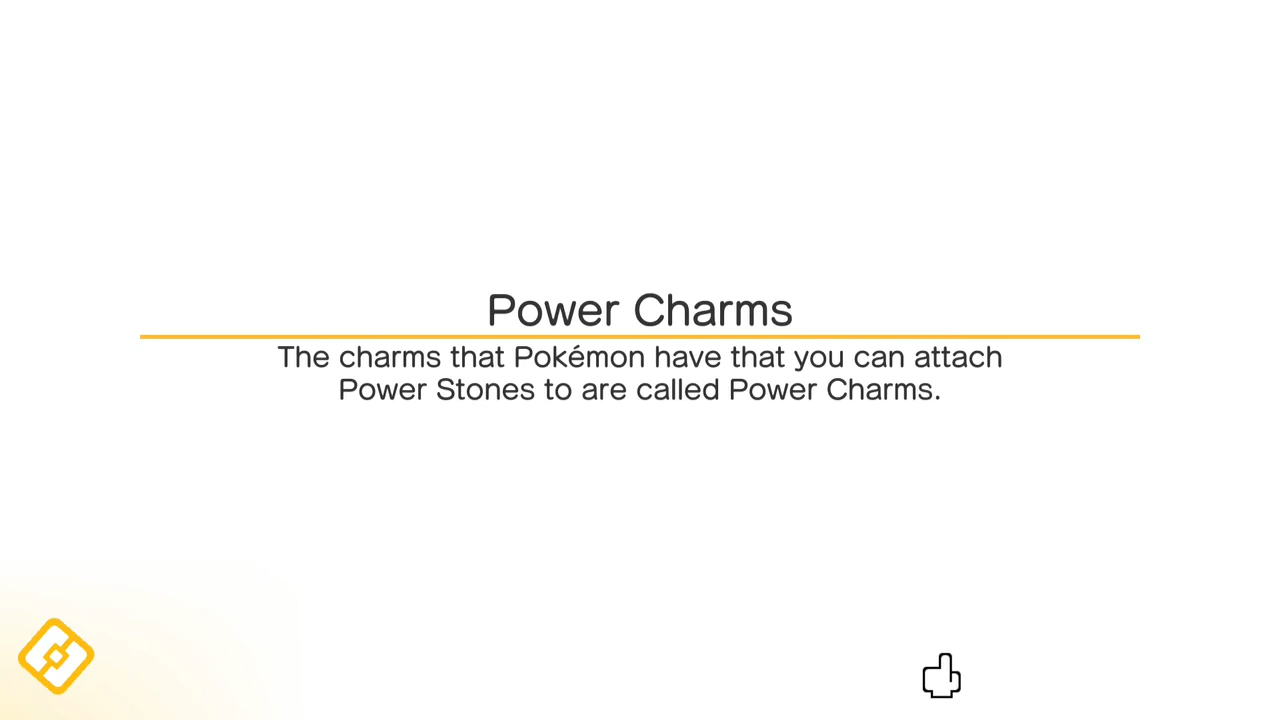 Power Charms
The charms that Pokémon have that you can attach
Power Stones to are called Power Charms.